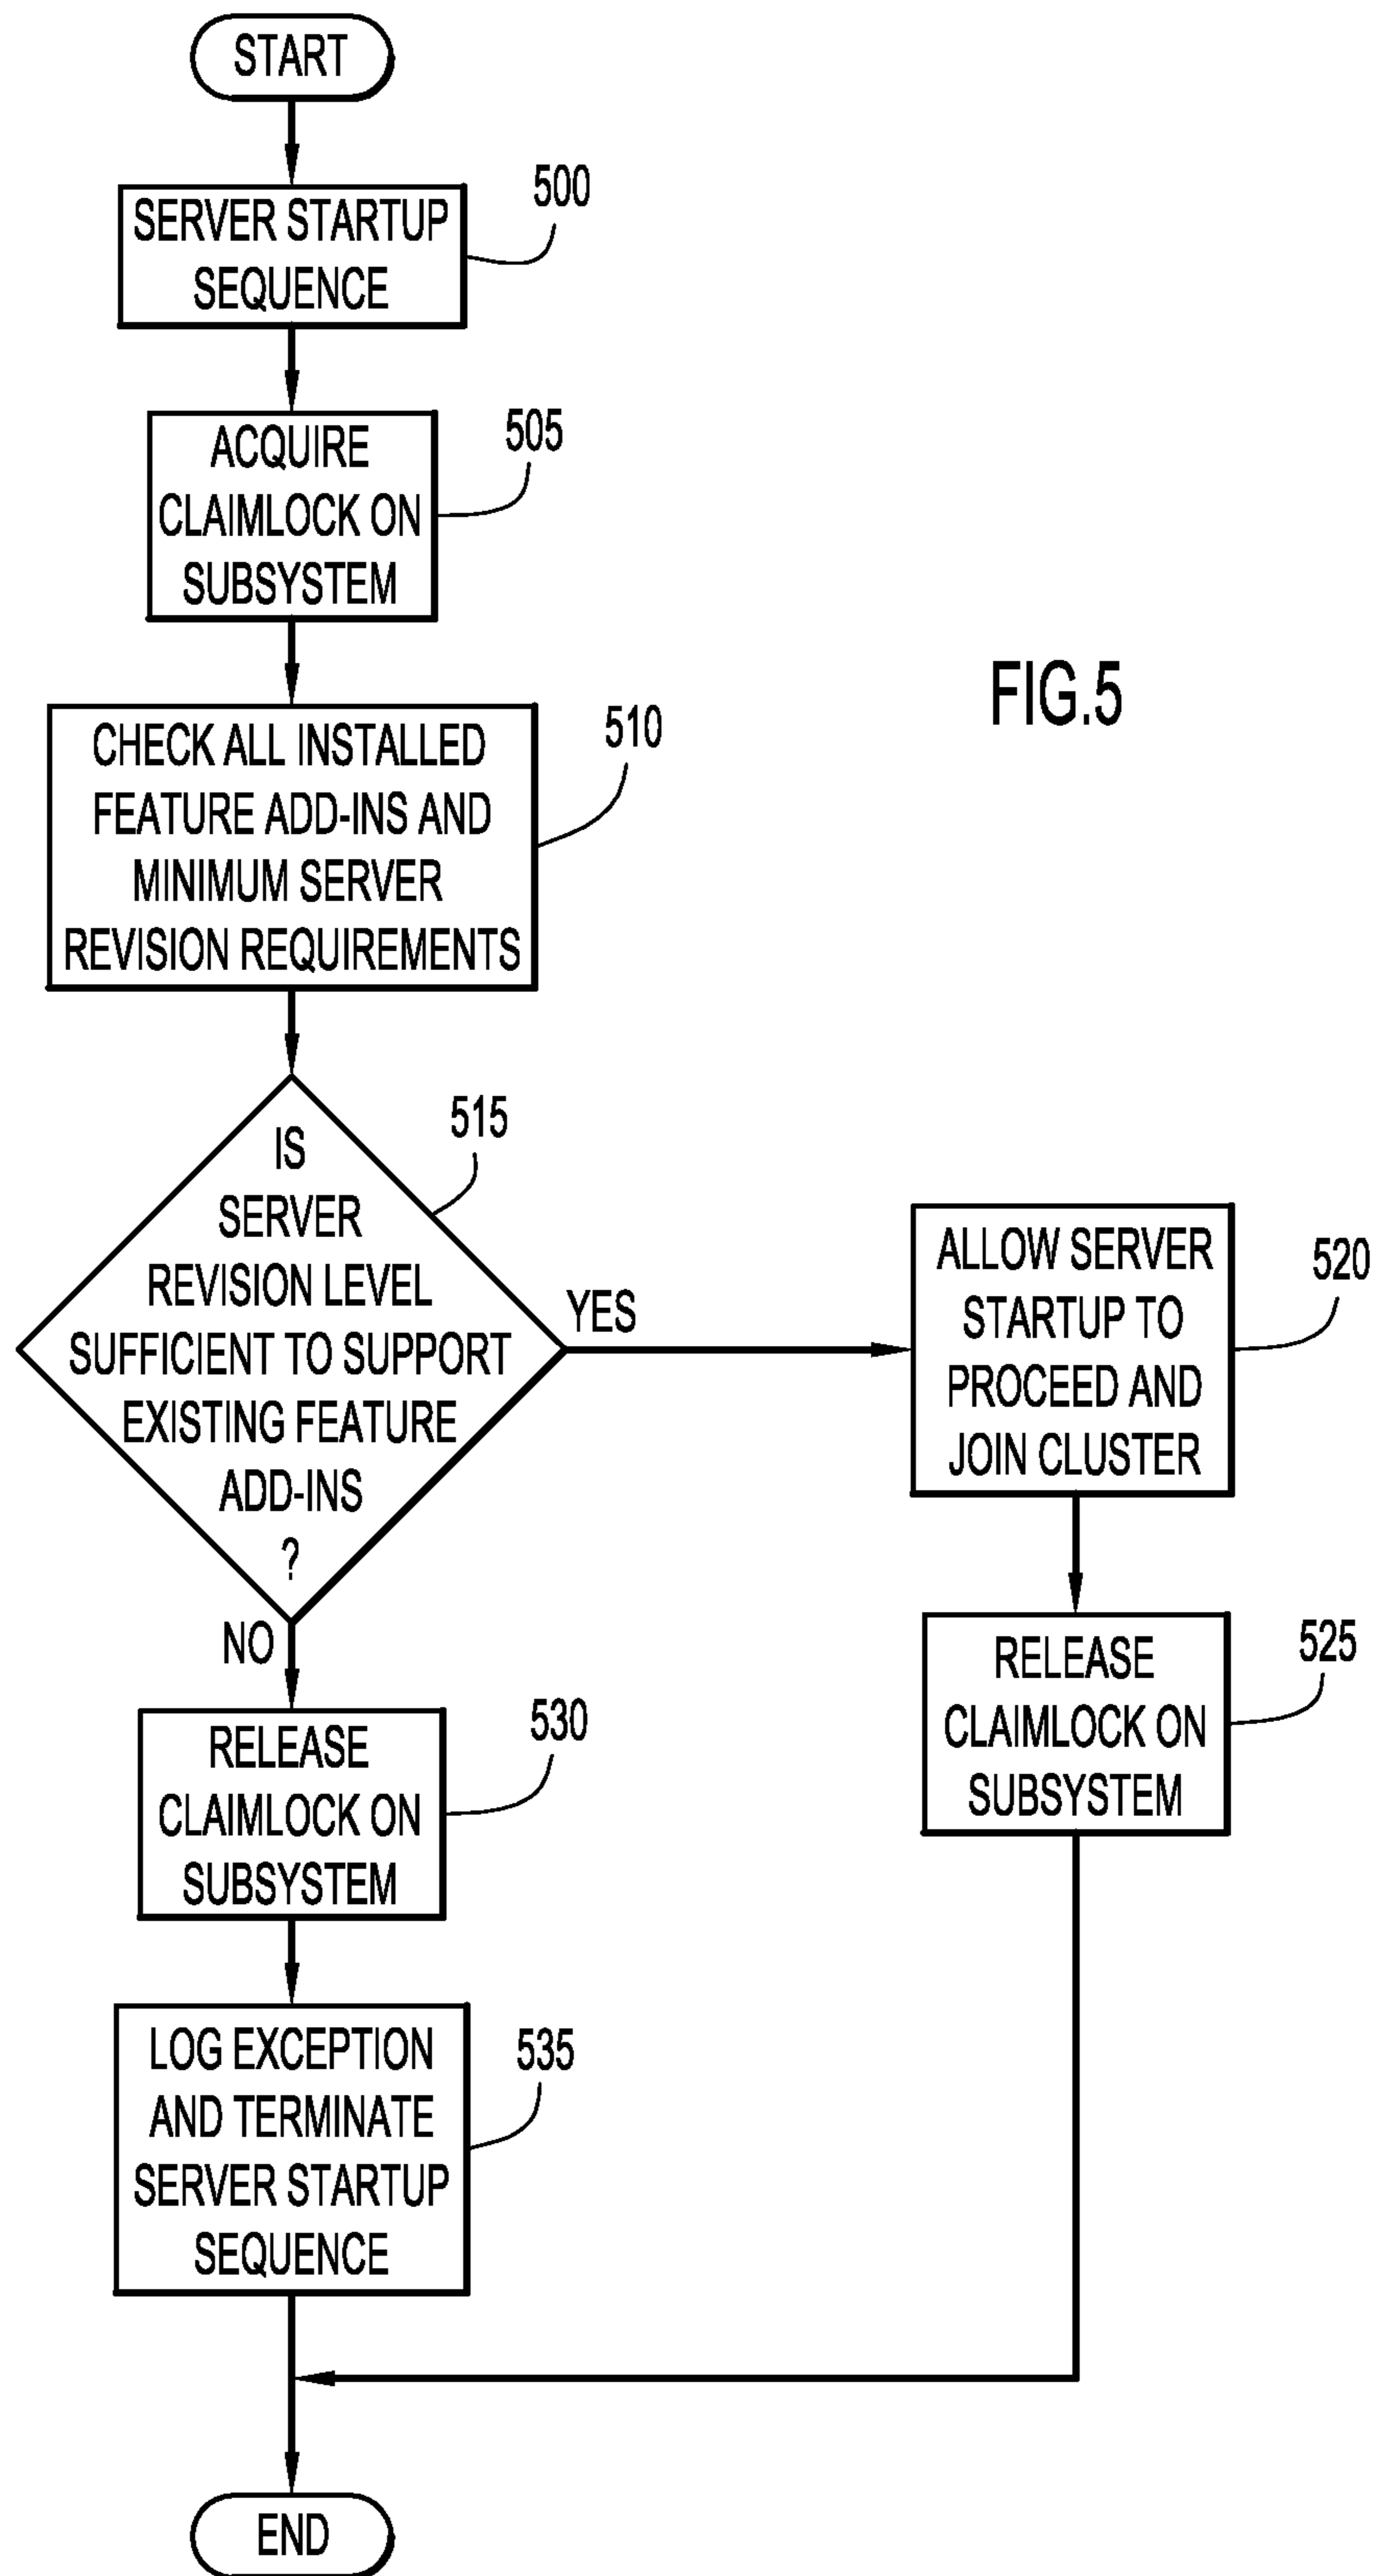 START
500
SERVER STARTUP
SEQUENCE
505
ACQUIRE
CLAIMLOCK ON
SUBSYSTEM
FIG.5
510
CHECK ALL INSTALLED
FEATURE ADD-INS AND
MINIMUM SERVER
REVISION REQUIREMENTS
515
IS
SERVER
REVISION LEVEL
SUFFICIENT TO SUPPORT
EXISTING FEATURE
ADD-INS
?
YES
520
ALLOW SERVER
STARTUP TO
PROCEED AND
JOIN CLUSTER
525
RELEASE
CLAIMLOCK ON
SUBSYSTEM
NO
530
RELEASE
CLAIMLOCK ON
SUBSYSTEM
535
LOG EXCEPTION
AND TERMINATE
SERVER STARTUP
SEQUENCE
END